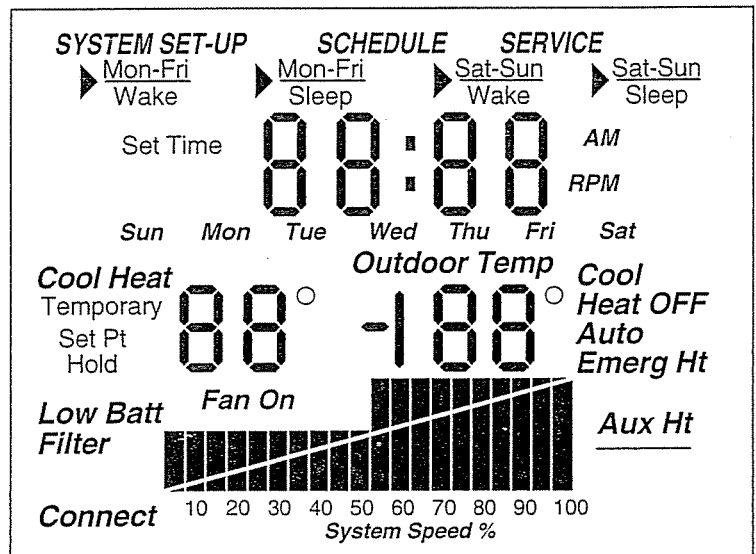 SYSTEM SET-UP SCHEDULE SERVICE
Mon-Fri Mon-Fri Sat-Sun Sat-Sun
Wake Sleep Wake Sleep
Set Time 88:88 AM
RPM
Sun Mon Tue Wed Thu Fri Sat
Cool Heat Outdoor Temp Cool
Temporary 88° -188° Heat OFF
Set Pt Auto
Hold Emerg Ht
Low Batt Fan On Aux Ht
Filter
Connect 10 20 30 40 50 60 70 80 90 100
System Speed %